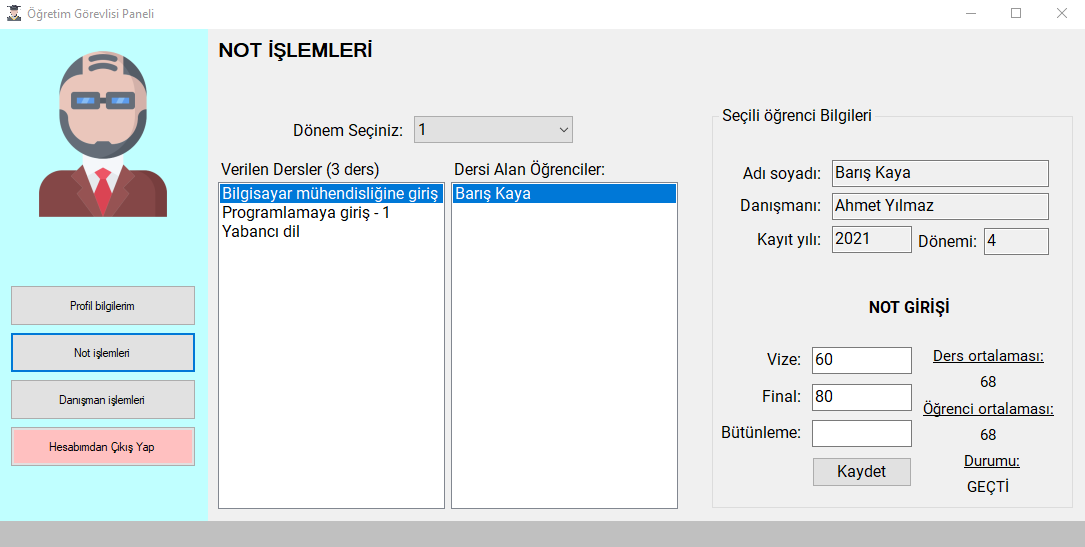 Öğretim Görevlisi Paneli
NOT İŞLEMLERİ
Dönem Seçiniz: 1
Verilen Dersler (3 ders)
Bilgisayar mühendisliğine giriş
Programlamaya giriş - 1
Yabancı dil
Dersi Alan Öğrenciler:
Barış Kaya
Profil bilgilerim
Not işlemleri
Danışman işlemleri
Hesabımdan Çıkış Yap
Seçili öğrenci Bilgileri
Adı soyadı: Barış Kaya
Danışmanı: Ahmet Yılmaz
Kayıt yılı: 2021 Dönemi: 4
NOT GİRİŞİ
Vize: 60
Final: 80
Bütünleme:
Kaydet
Ders ortalaması:
68
Öğrenci ortalaması:
68
Durumu:
GEÇTİ